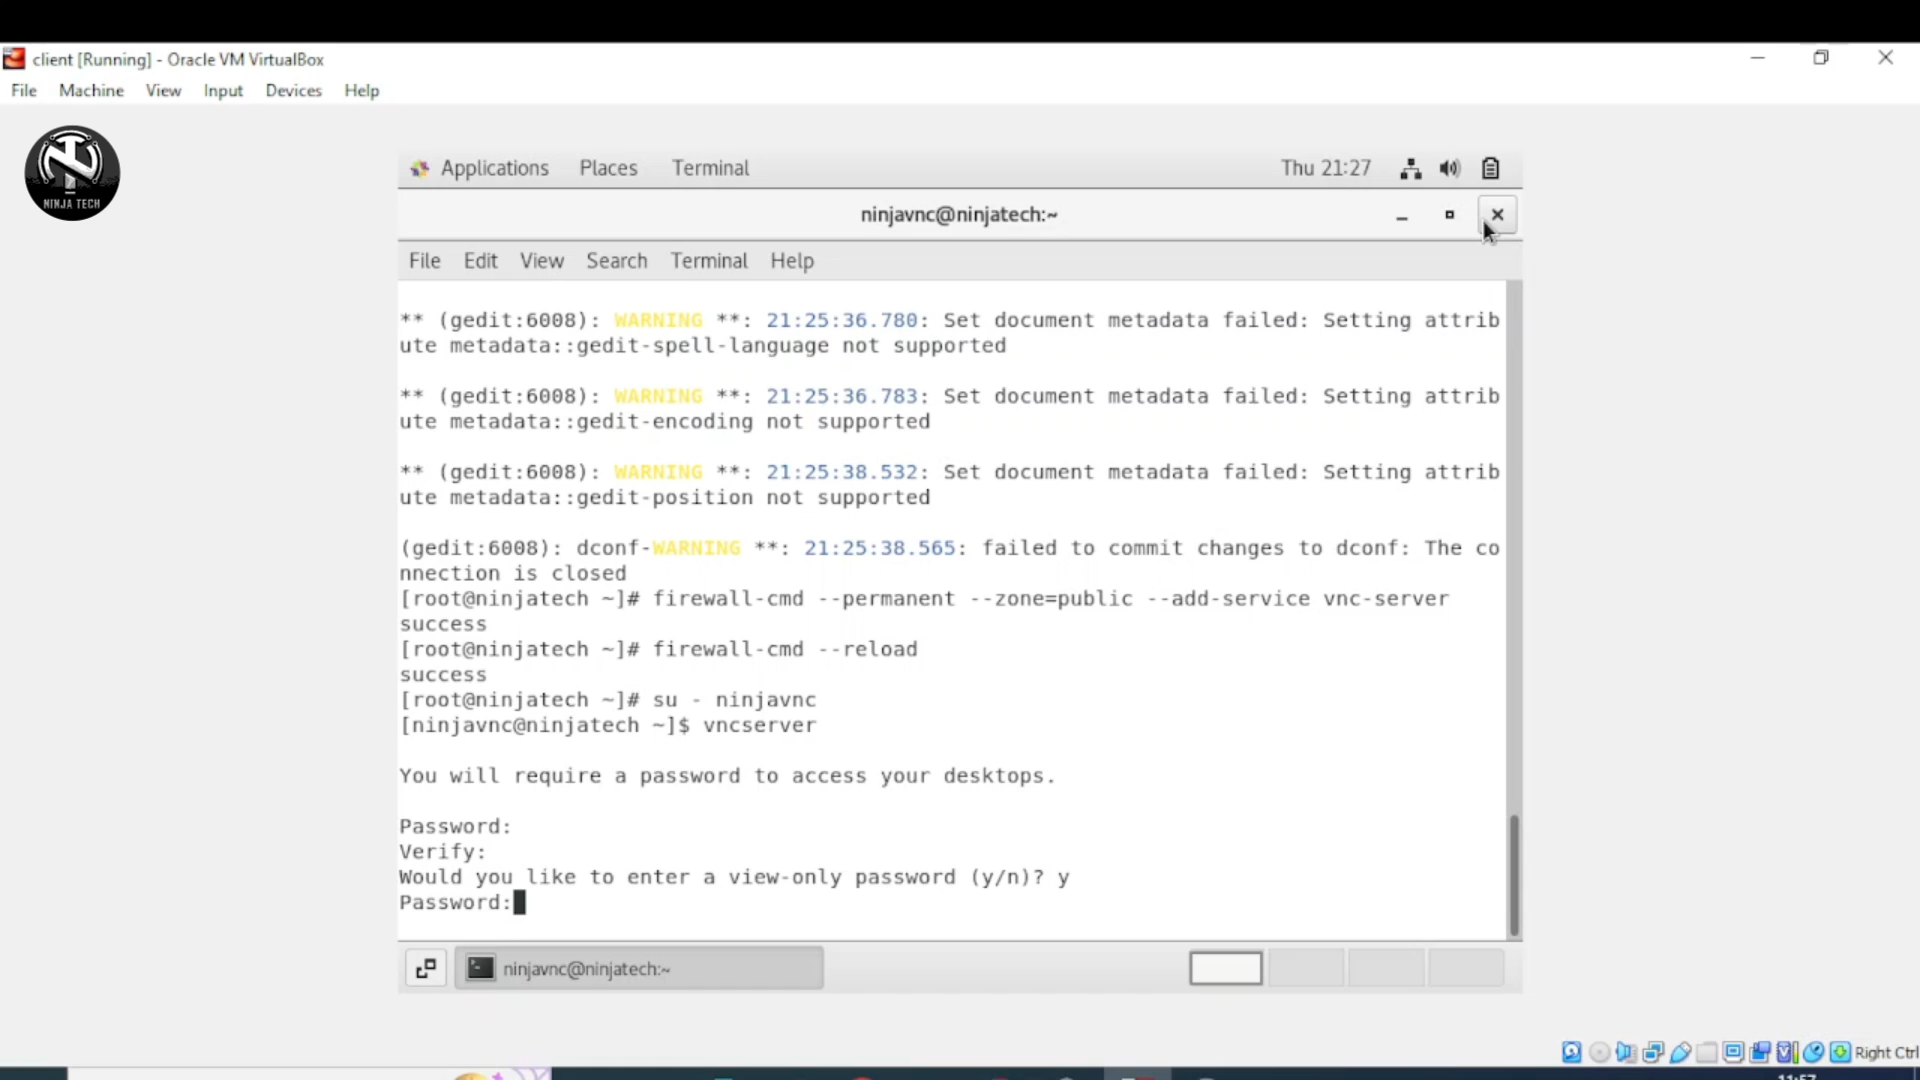 client [Running] - Oracle VM VirtualBox
File Machine View Input Devices Help
NINJA TECH
Applications Places Terminal Thu 21:27
ninjavnc@ninjatech:~
File Edit View Search Terminal Help
** (gedit:6008): WARNING **: 21:25:36.780: Set document metadata failed: Setting attrib
ute metadata::gedit-spell-language not supported
** (gedit:6008): WARNING **: 21:25:36.783: Set document metadata failed: Setting attrib
ute metadata::gedit-encoding not supported
** (gedit:6008): WARNING **: 21:25:38.532: Set document metadata failed: Setting attrib
ute metadata::gedit-position not supported
(gedit:6008): dconf-WARNING **: 21:25:38.565: failed to commit changes to dconf: The co
nnection is closed
[root@ninjatech ~]# firewall-cmd --permanent --zone=public --add-service vnc-server
success
[root@ninjatech ~]# firewall-cmd --reload
success
[root@ninjatech ~]# su - ninjavnc
[ninjavnc@ninjatech ~]$ vncserver
You will require a password to access your desktops.
Password:
Verify:
Would you like to enter a view-only password (y/n)? y
Password:
ninjavnc@ninjatech:~
Right Ctrl